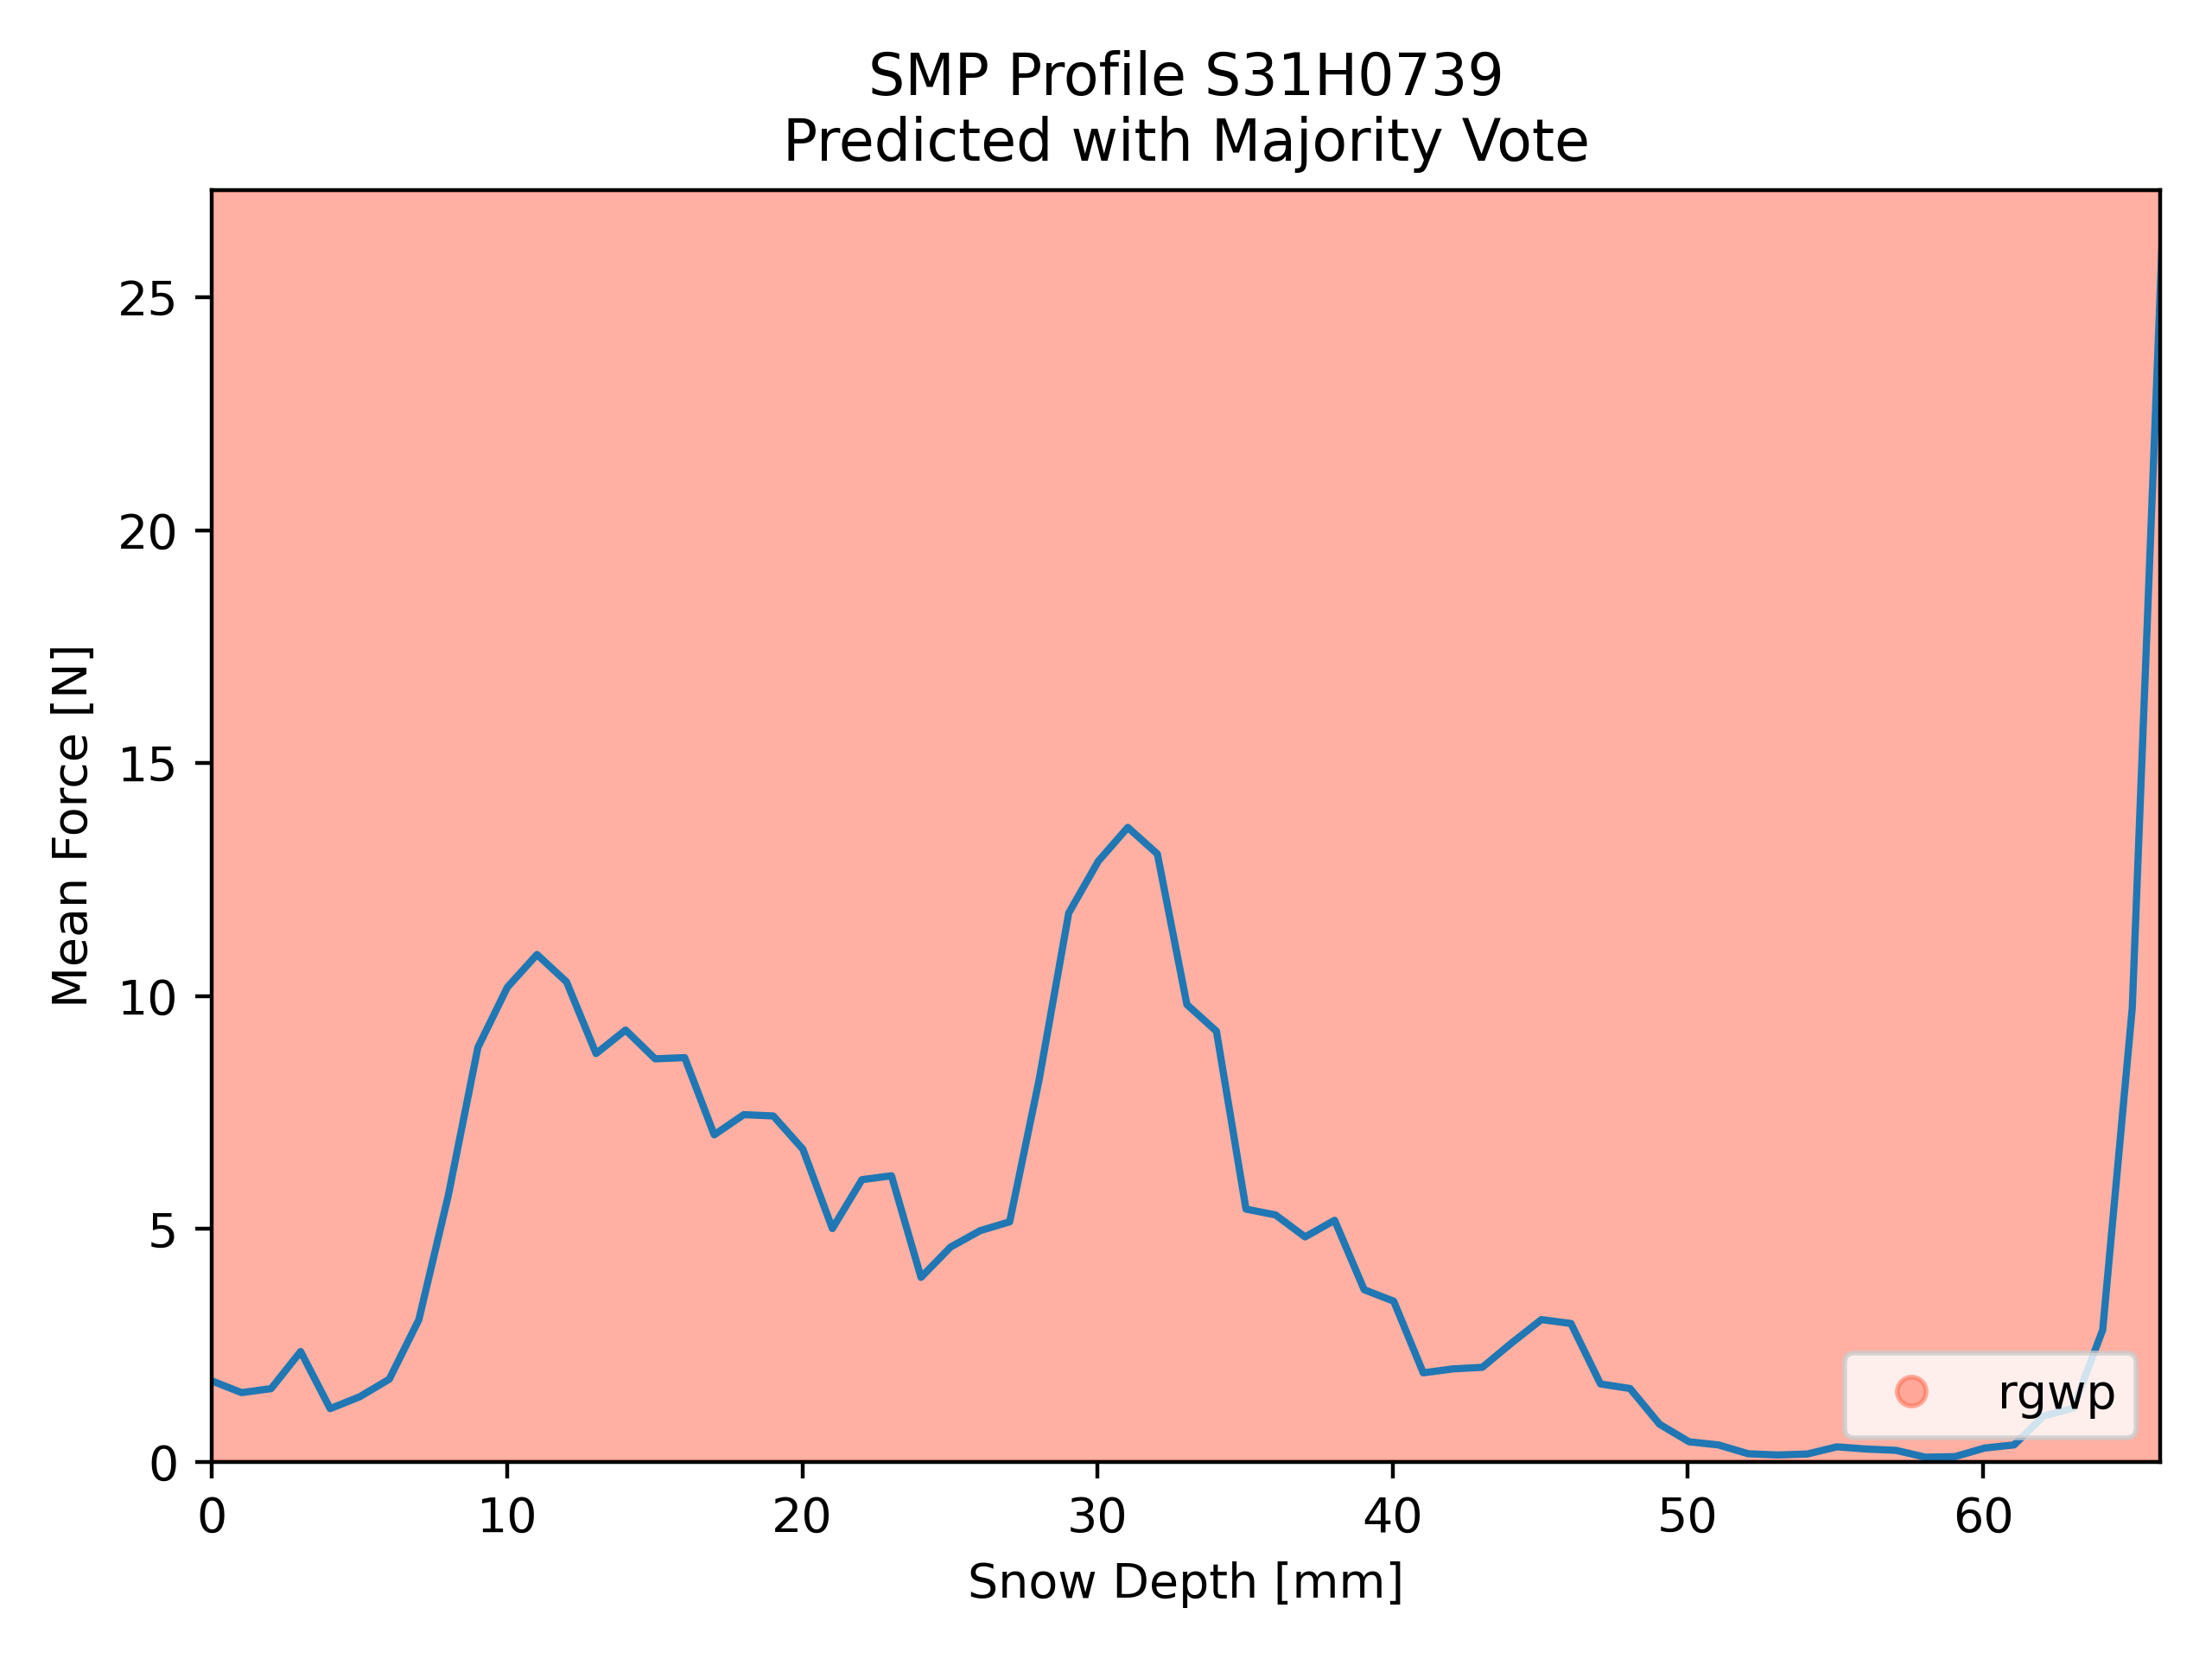 SMP Profile S31H0739
Predicted with Majority Vote
Mean Force [N]
25
20
15
10
5
0
0 10 20 30 40 50 60
Snow Depth [mm]
rgwp